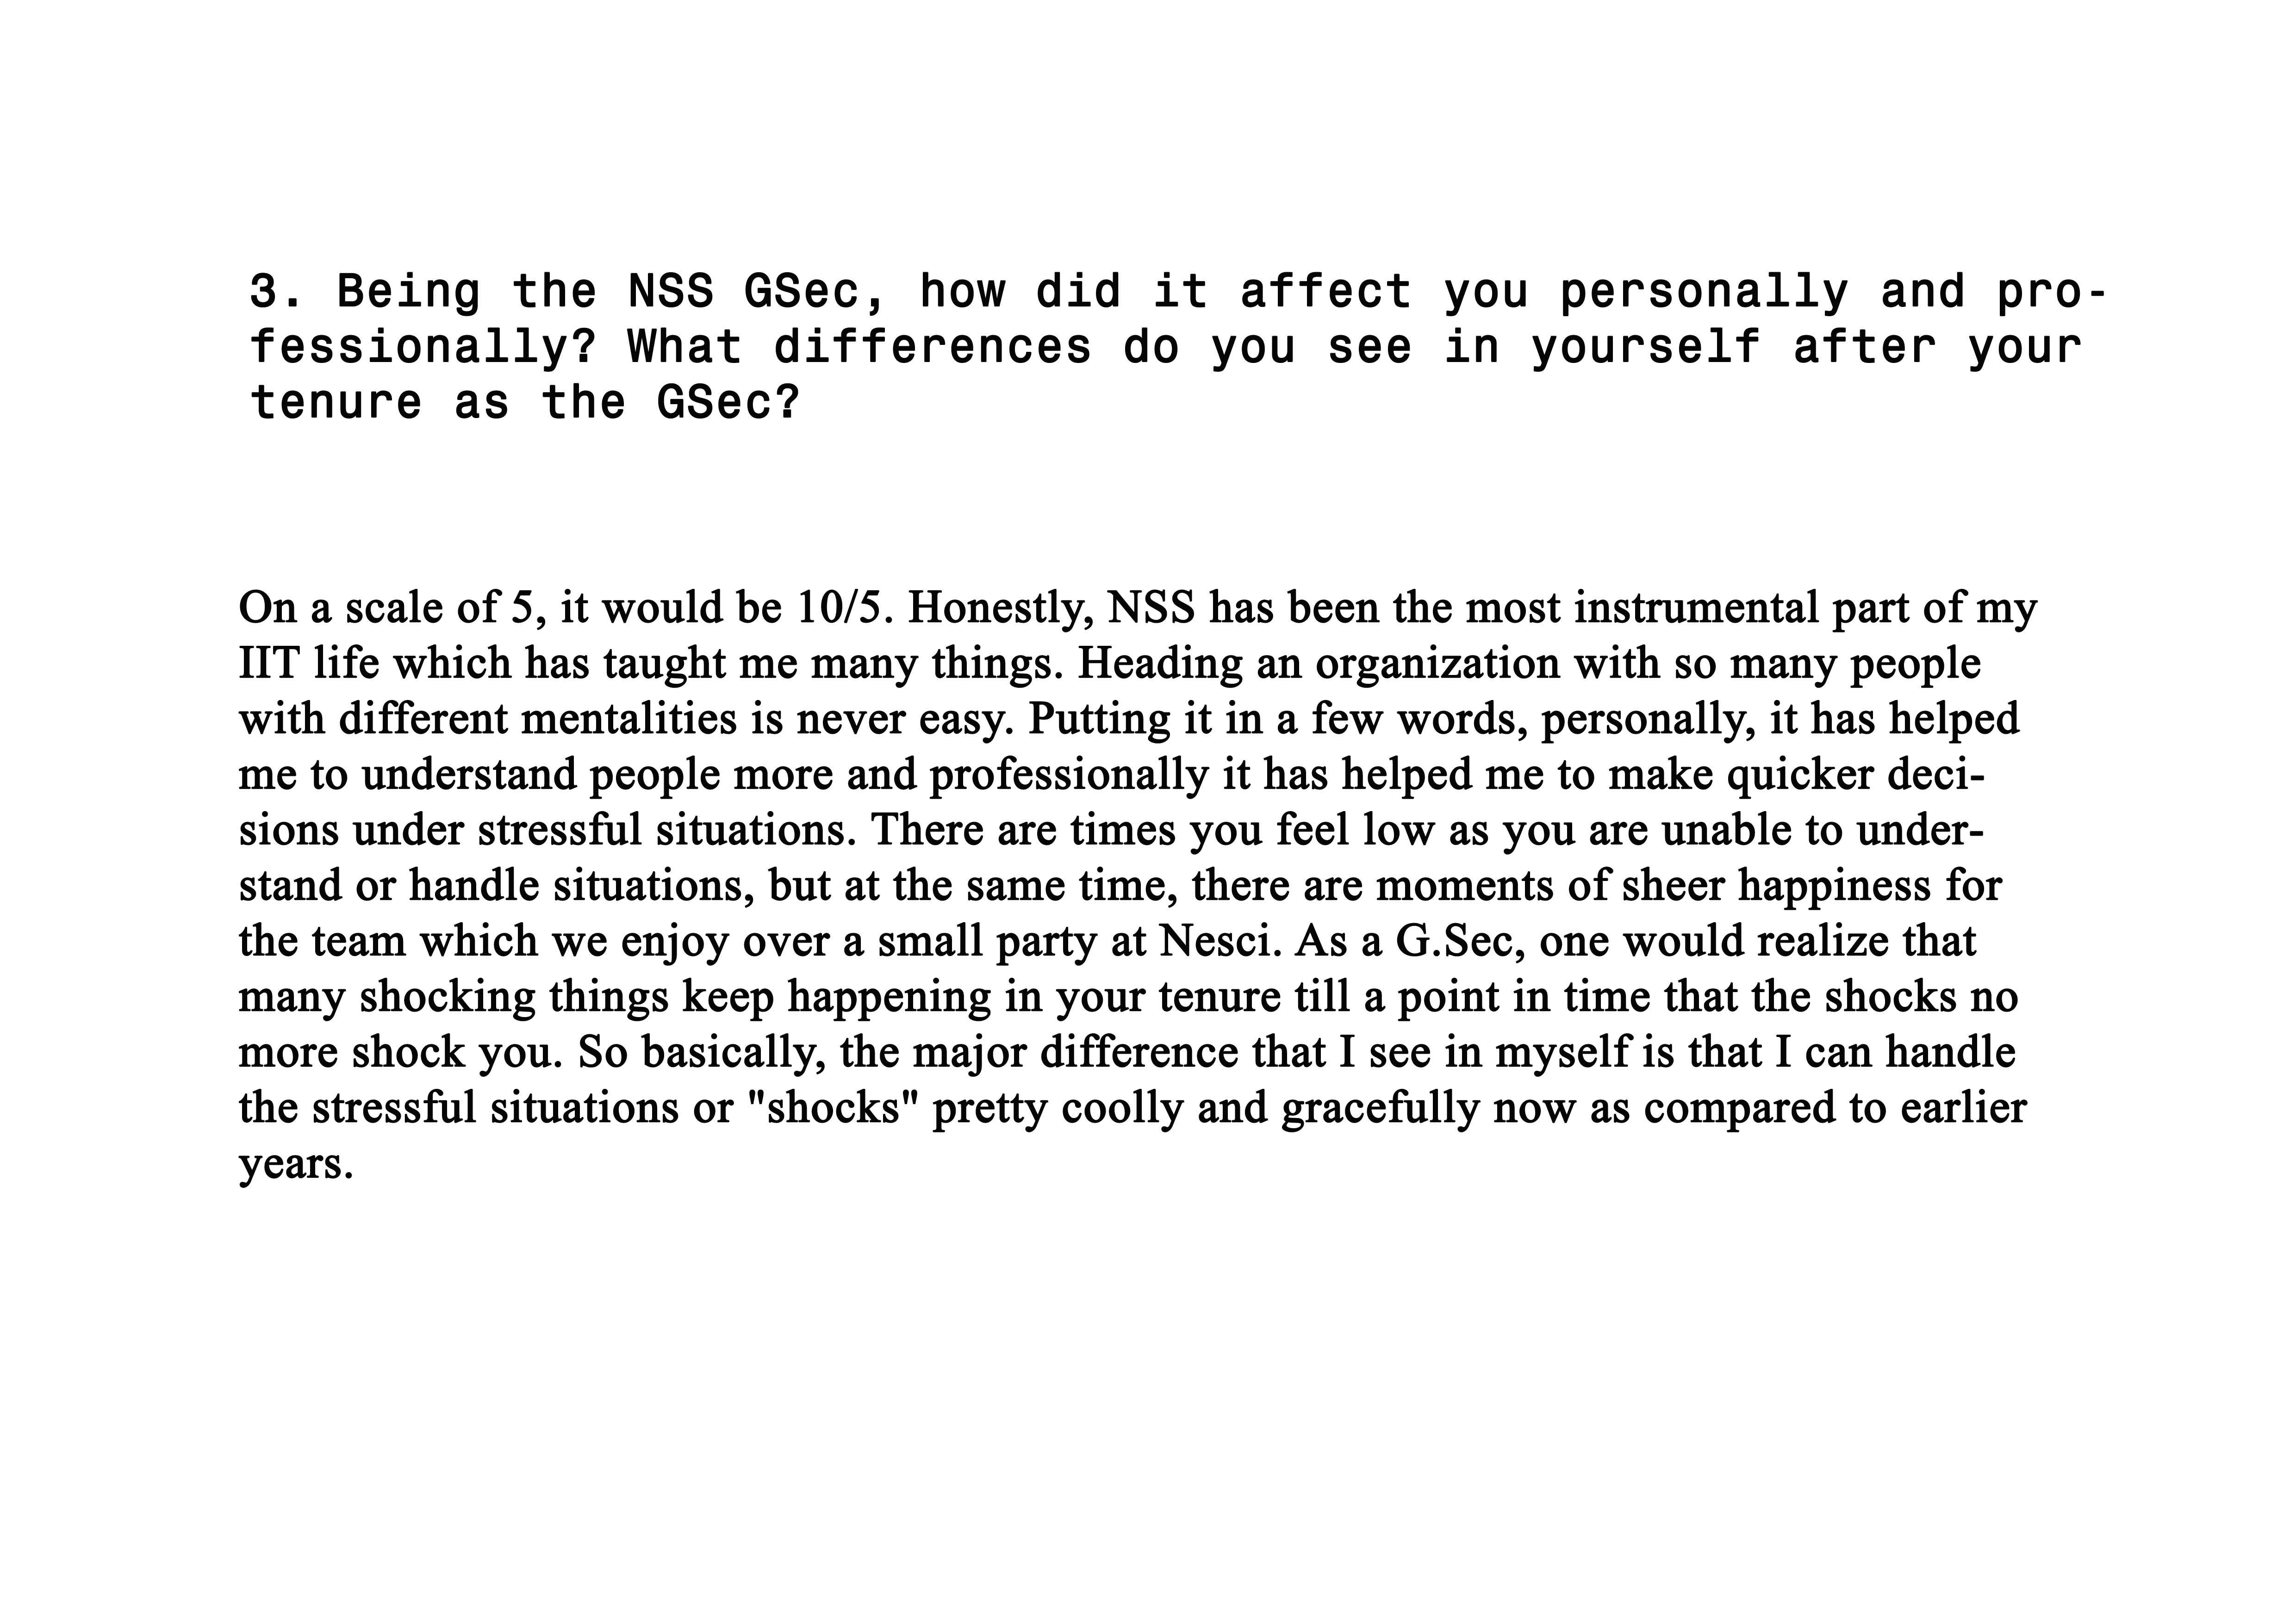 3. Being the NSS GSec, how did it affect you personally and pro-
fessionally? What differences do you see in yourself after your
tenure as the GSec?
On a scale of 5, it would be 10/5. Honestly, NSS has been the most instrumental part of my
IIT life which has taught me many things. Heading an organization with so many people
with different mentalities is never easy. Putting it in a few words, personally, it has helped
me to understand people more and professionally it has helped me to make quicker deci-
sions under stressful situations. There are times you feel low as you are unable to under-
stand or handle situations, but at the same time, there are moments of sheer happiness for
the team which we enjoy over a small party at Nesci. As a G.Sec, one would realize that
many shocking things keep happening in your tenure till a point in time that the shocks no
more shock you. So basically, the major difference that I see in myself is that I can handle
the stressful situations or "shocks" pretty coolly and gracefully now as compared to earlier
years.